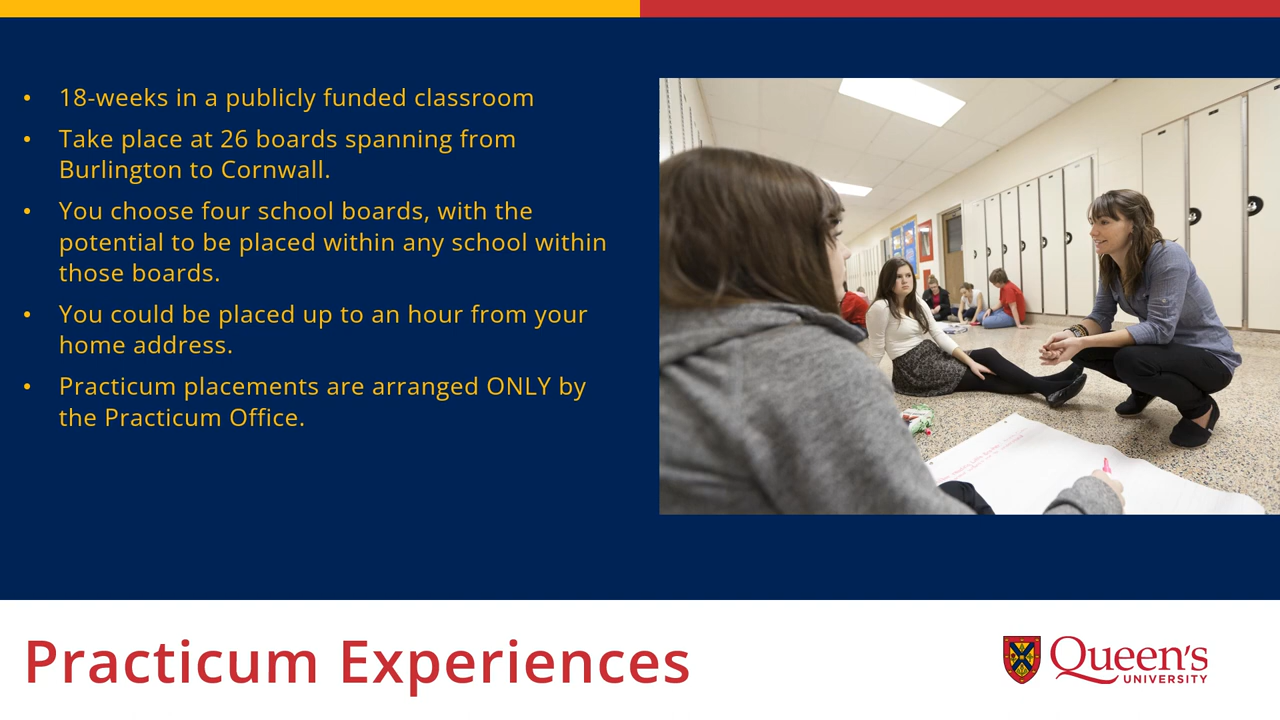 • 18-weeks in a publicly funded classroom
• Take place at 26 boards spanning from
Burlington to Cornwall.
• You choose four school boards, with the
potential to be placed within any school within
those boards.
• You could be placed up to an hour from your
home address.
• Practicum placements are arranged ONLY by
the Practicum Office.
Practicum Experiences
Queen's
UNIVERSITY